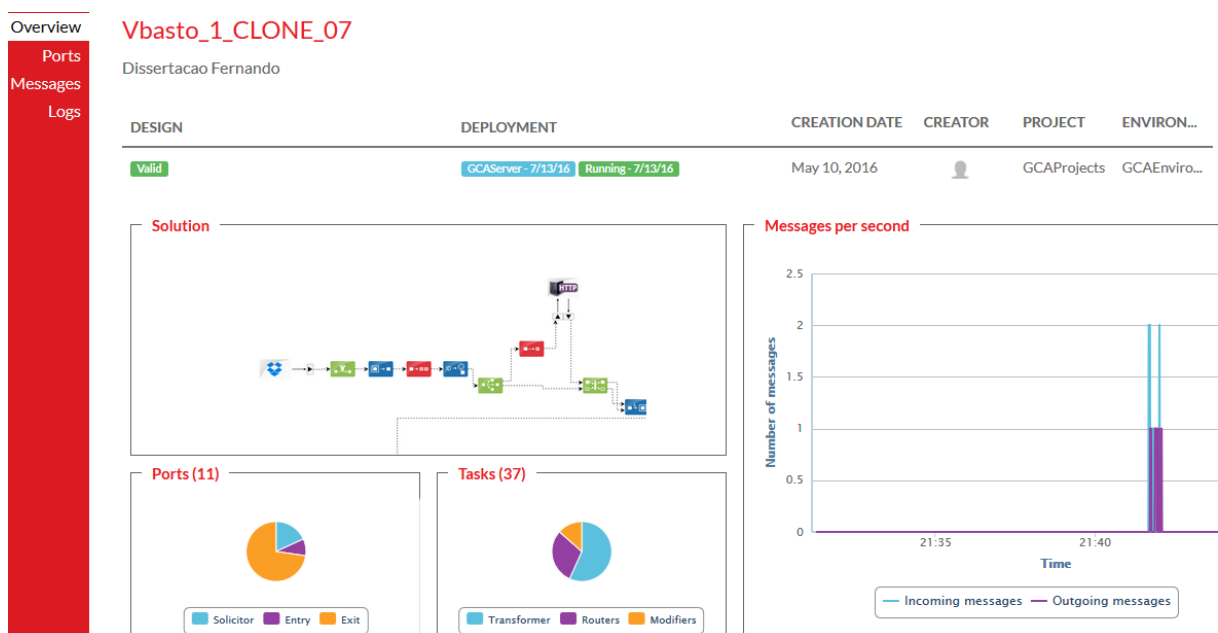 Overview
Ports
Messages
Logs
Vbasto_1_CLONE_07
Dissertacao Fernando
DESIGN DEPLOYMENT CREATION DATE CREATOR PROJECT ENVIRON...
Valid GCAServer - 7/13/16 Running - 7/13/16 May 10, 2016 GCAProjects GCAEnviro...
Solution
HTTP
Messages per second
2.5
2
1.5
1
0.5
0
Number of messages
21:35 21:40
Time
Incoming messages Outgoing messages
Ports (11)
Solicitor Entry Exit
Tasks (37)
Transformer Routers Modifiers